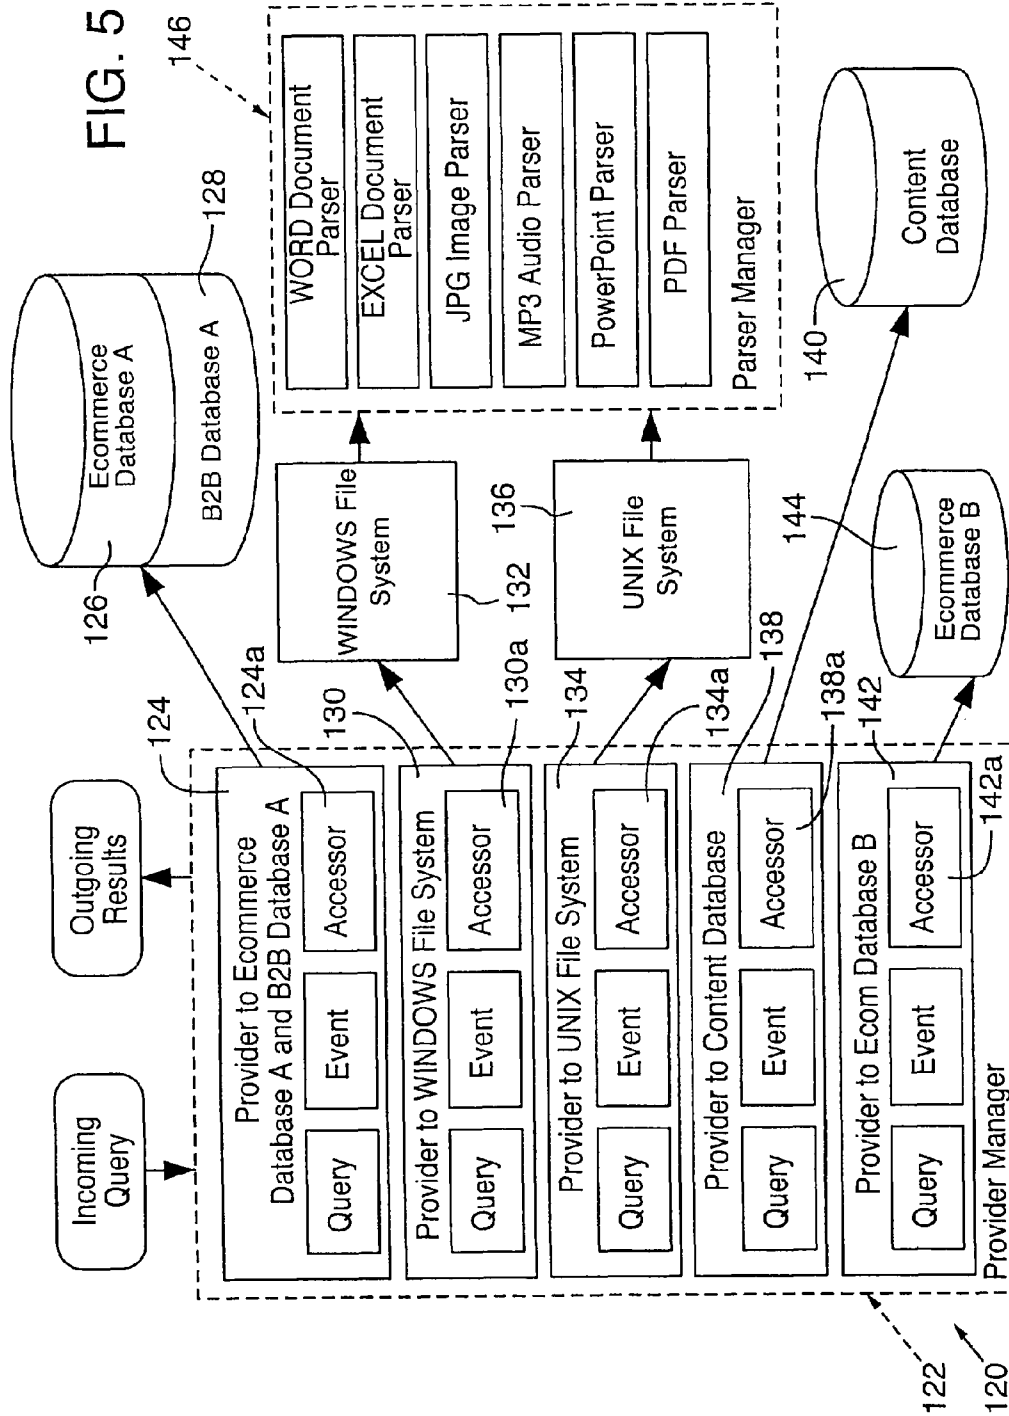 FIG. 5
Incoming
Query
Outgoing
Results
124
Provider to Ecommerce
Database A and B2B Database A
Query
Event
Accessor
124a
130
Provider to WINDOWS File System
Query
Event
Accessor
130a
134
Provider to UNIX File System
Query
Event
Accessor
134a
138
Provider to Content Database
Query
Event
Accessor
138a
142
Provider to Ecom Database B
Query
Event
Accessor
142a
Provider Manager
122
120
126
Ecommerce
Database A
B2B Database A
128
WINDOWS File
System
132
136
UNIX File
System
144
Ecommerce
Database B
146
WORD Document
Parser
EXCEL Document
Parser
JPG Image Parser
MP3 Audio Parser
PowerPoint Parser
PDF Parser
Parser Manager
140
Content
Database